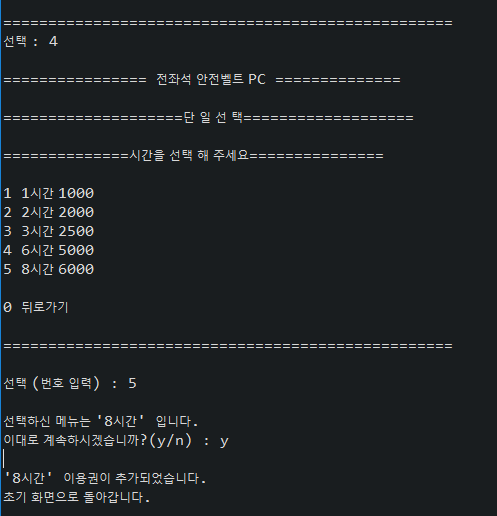 ==================================================
선택 : 4
================ 전좌석 안전벨트 PC ==============
====================단 일 선 택===================
==============시간을 선택 해 주세요===============
1 1시간 1000
2 2시간 2000
3 3시간 2500
4 6시간 5000
5 8시간 6000
0 뒤로가기
==================================================
선택 (번호 입력) : 5
선택하신 메뉴는 '8시간' 입니다.
이대로 계속하시겠습니까?(y/n) : y
'8시간' 이용권이 추가되었습니다.
초기 화면으로 돌아갑니다.